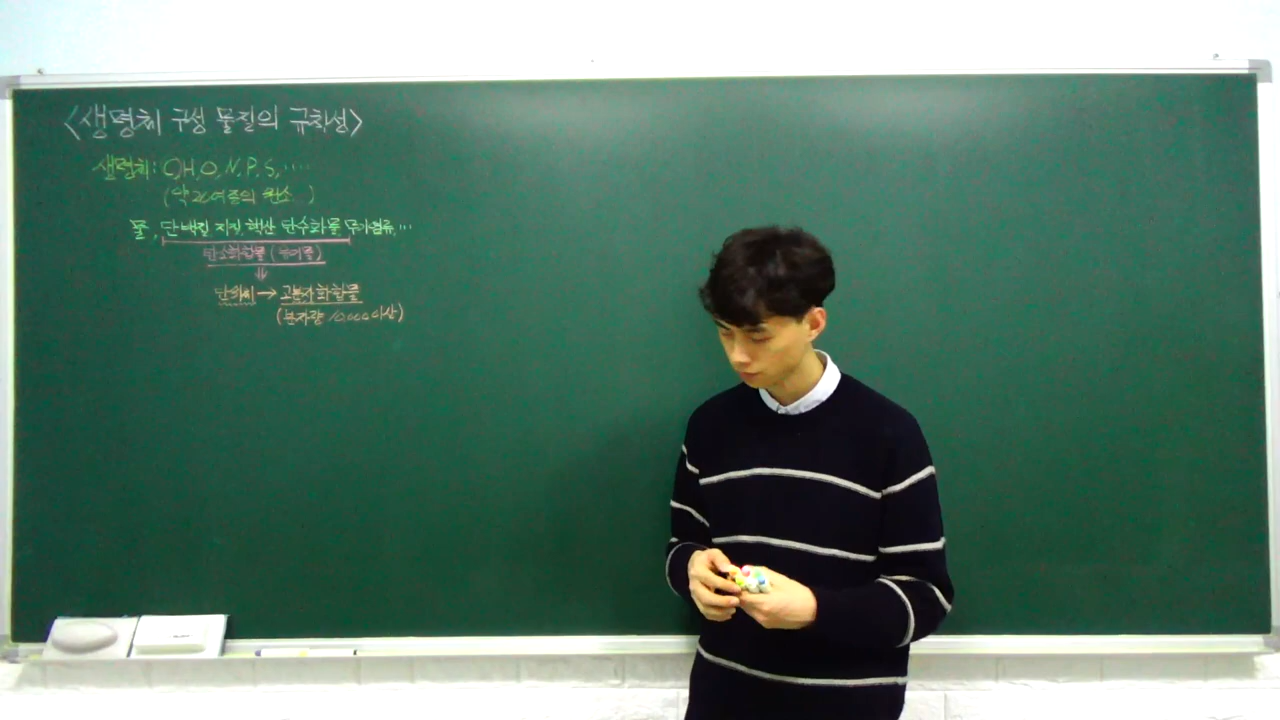 <생명체 구성 물질의 규칙성>
생명체: C, H, O, N, P, S, ····
(약 20여종의 원소)
물, 단백질, 지질, 핵산, 탄수화물, 무기염류, ···
탄소화합물 (유기물)
⇓
단위체 → 고분자 화합물
(분자량 10,000 이상)